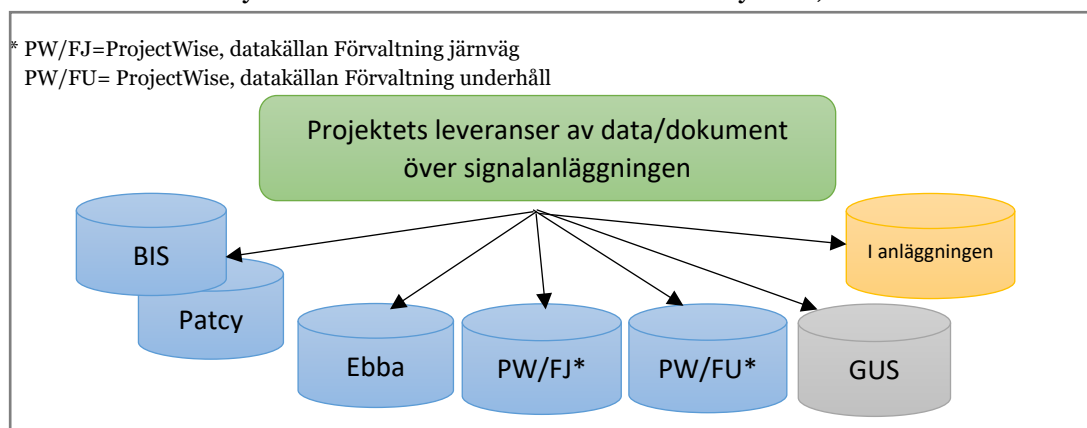 * PW/FJ=ProjectWise, datakällan Förvaltning järnväg
PW/FU= ProjectWise, datakällan Förvaltning underhåll
Projektets leveranser av data/dokument
över signalanläggningen
BIS
I anläggningen
Patcy
Ebba
PW/FJ*
PW/FU*
GUS